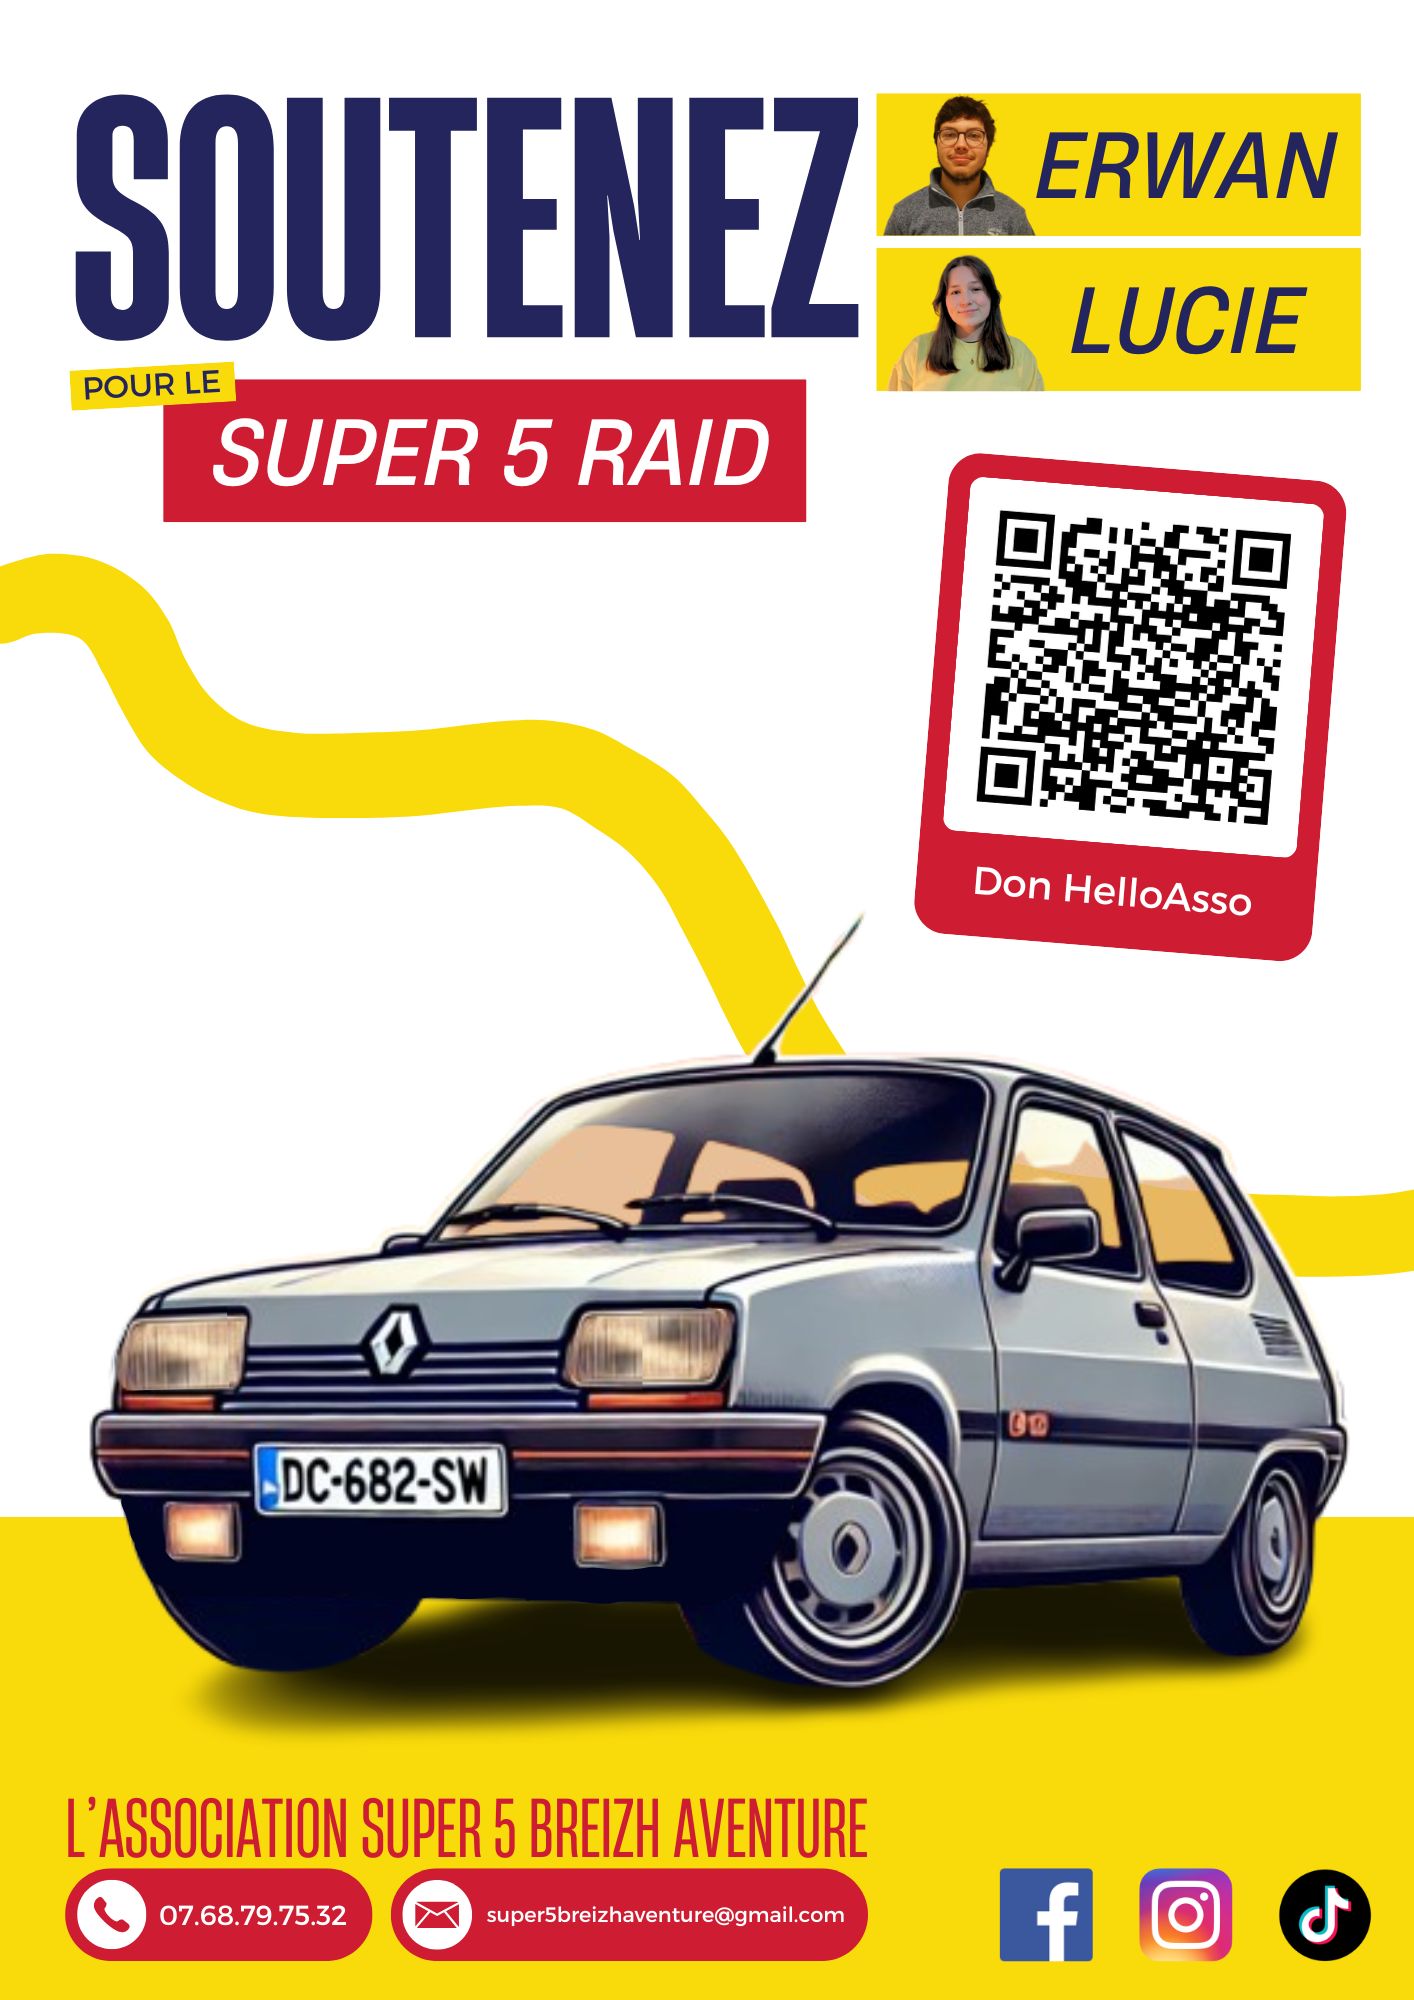 SOUTENEZ
ERWAN
LUCIE
POUR LE
SUPER 5 RAID
Don HelloAsso
DC-682-SW
L'ASSOCIATION SUPER 5 BREIZH AVENTURE
07.68.79.75.32
super5breizhaventure@gmail.com